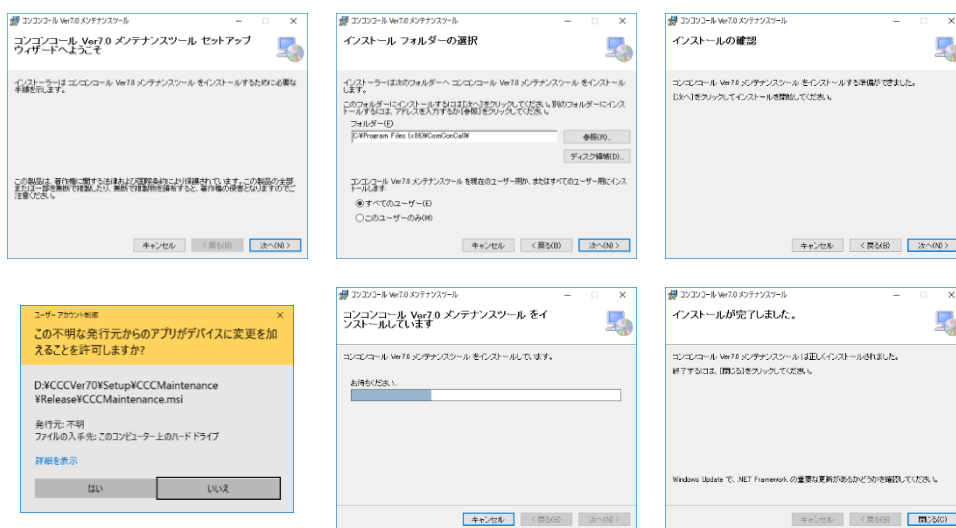 コンコンコール Ver7.0 メンテナンスツール
コンコンコール Ver7.0 メンテナンスツール セットアップ
ウィザードへようこそ
インストーラーは コンコンコール Ver7.0 メンテナンスツール をインストールするために必要な
手順を示します。
この製品は、著作権に関する法律および国際条約により保護されています。この製品の全部
または一部を無断で複製したり、無断で複製物を頒布すると、著作権の侵害となりますのでご
注意ください。
キャンセル
< 戻る(B)
次へ(N) >
コンコンコール Ver7.0 メンテナンスツール
インストール フォルダーの選択
インストーラーは次のフォルダーへ コンコンコール Ver7.0 メンテナンスツール をインストール
します。
このフォルダーにインストールするには[次へ]をクリックしてください。別のフォルダーにインス
トールするには、アドレスを入力するか[参照]をクリックしてください。
フォルダー(F):
C:¥Program Files (x86)¥ComConCall¥
参照(R)...
ディスク領域(D)...
コンコンコール Ver7.0 メンテナンスツール を現在のユーザー用か、またはすべてのユーザー用にインス
トールします:
すべてのユーザー(E)
このユーザーのみ(M)
キャンセル
< 戻る(B)
次へ(N) >
コンコンコール Ver7.0 メンテナンスツール
インストールの確認
コンコンコール Ver7.0 メンテナンスツール をインストールする準備ができました。
[次へ]をクリックしてインストールを開始してください。
キャンセル
< 戻る(B)
次へ(N) >
ユーザー アカウント制御
この不明な発行元からのアプリがデバイスに変更を加
えることを許可しますか?
D:¥CCCVer70¥Setup¥CCCMaintenance
¥Release¥CCCMaintenance.msi
発行元: 不明
ファイルの入手先: このコンピューター上のハード ドライブ
詳細を表示
はい
いいえ
コンコンコール Ver7.0 メンテナンスツール
コンコンコール Ver7.0 メンテナンスツール をイ
ンストールしています
コンコンコール Ver7.0 メンテナンスツール をインストールしています。
お待ちください...
キャンセル
< 戻る(B)
次へ(N) >
コンコンコール Ver7.0 メンテナンスツール
インストールが完了しました。
コンコンコール Ver7.0 メンテナンスツール は正しくインストールされました。
終了するには、[閉じる]をクリックしてください。
Windows Update で、.NET Framework の重要な更新があるかどうかを確認してください。
キャンセル
< 戻る(B)
閉じる(C)